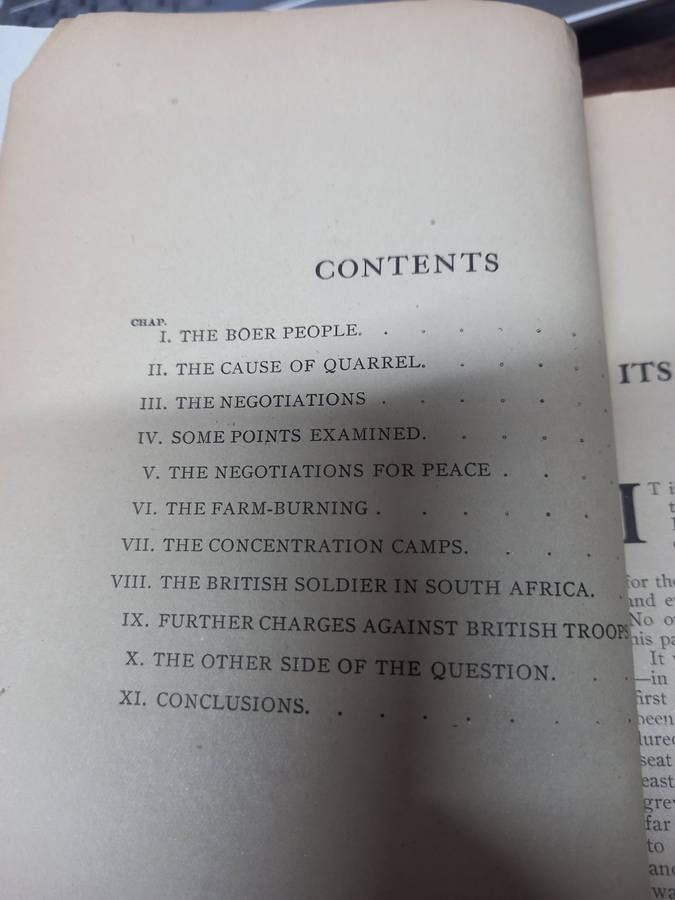 CONTENTS
CHAP.
I. THE BOER PEOPLE. . . . . .
II. THE CAUSE OF QUARREL. . . . .
III. THE NEGOTIATIONS . . . . . .
IV. SOME POINTS EXAMINED. . . . .
V. THE NEGOTIATIONS FOR PEACE . . .
VI. THE FARM-BURNING . . . . . .
VII. THE CONCENTRATION CAMPS. . . .
VIII. THE BRITISH SOLDIER IN SOUTH AFRICA. .
IX. FURTHER CHARGES AGAINST BRITISH TROOPS
X. THE OTHER SIDE OF THE QUESTION. . .
XI. CONCLUSIONS. . . . . . . .
ITS
IT
for the
and
No
his
It
—in
first
been
seat
east
far
to
and